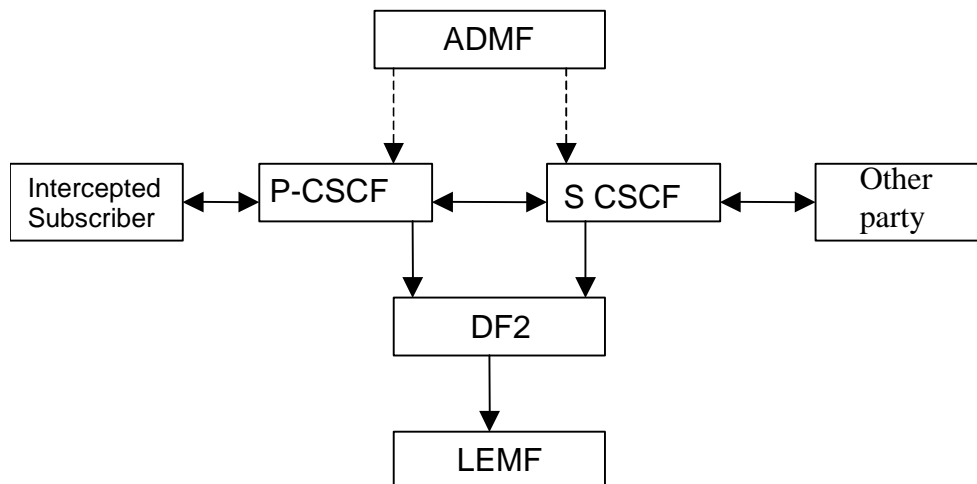 ADMF
Intercepted
Subscriber
P-CSCF
S CSCF
Other
party
DF2
LEMF